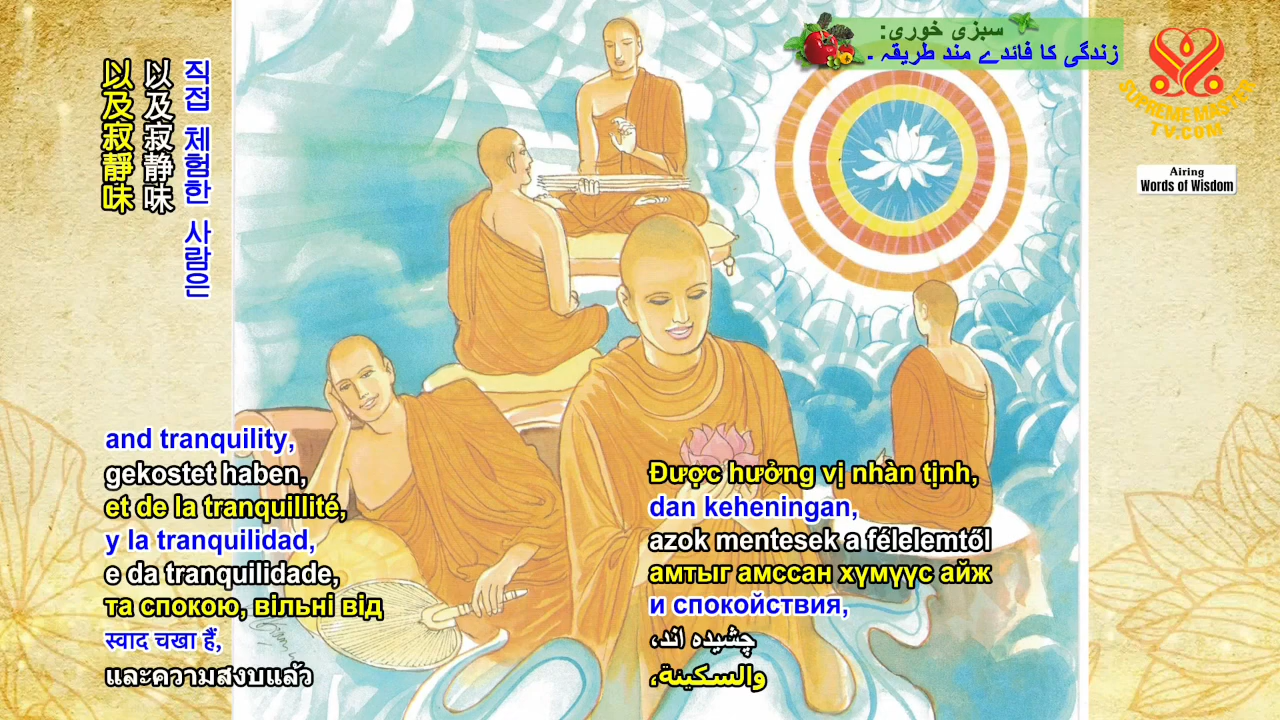 以及寂靜味
以及寂静味
직접 체험한 사람은
سبزی خوری:
زندگی کا فائدے مند طریقہ ۔
SUPREME MASTER
TV.COM
Airing
Words of Wisdom
and tranquility,
gekostet haben,
et de la tranquillité,
y la tranquilidad,
e da tranquilidade,
та спокою, вільні від
स्वाद चखा हैं,
และความสงบแล้ว
Được hưởng vị nhàn tịnh,
dan keheningan,
azok mentesek a félelemtől
амтыг амссан хүмүүс айж
и спокойствия,
چشیده اند،
والسكينة،